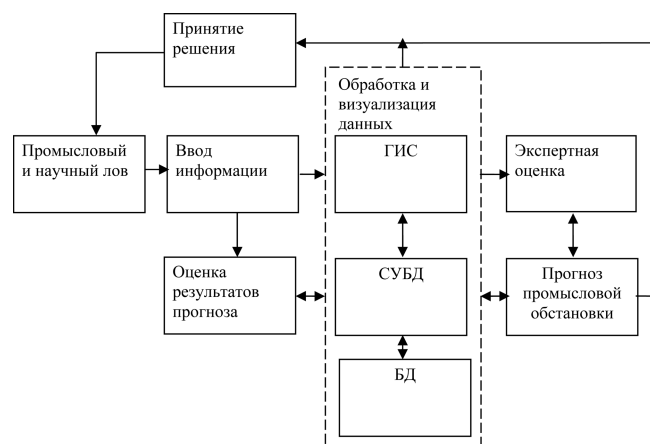 Принятие
решения
Обработка и
визуализация
данных
Промысловый
и научный лов
Ввод
информации
ГИС
Экспертная
оценка
Оценка
результатов
прогноза
СУБД
Прогноз
промысловой
обстановки
БД